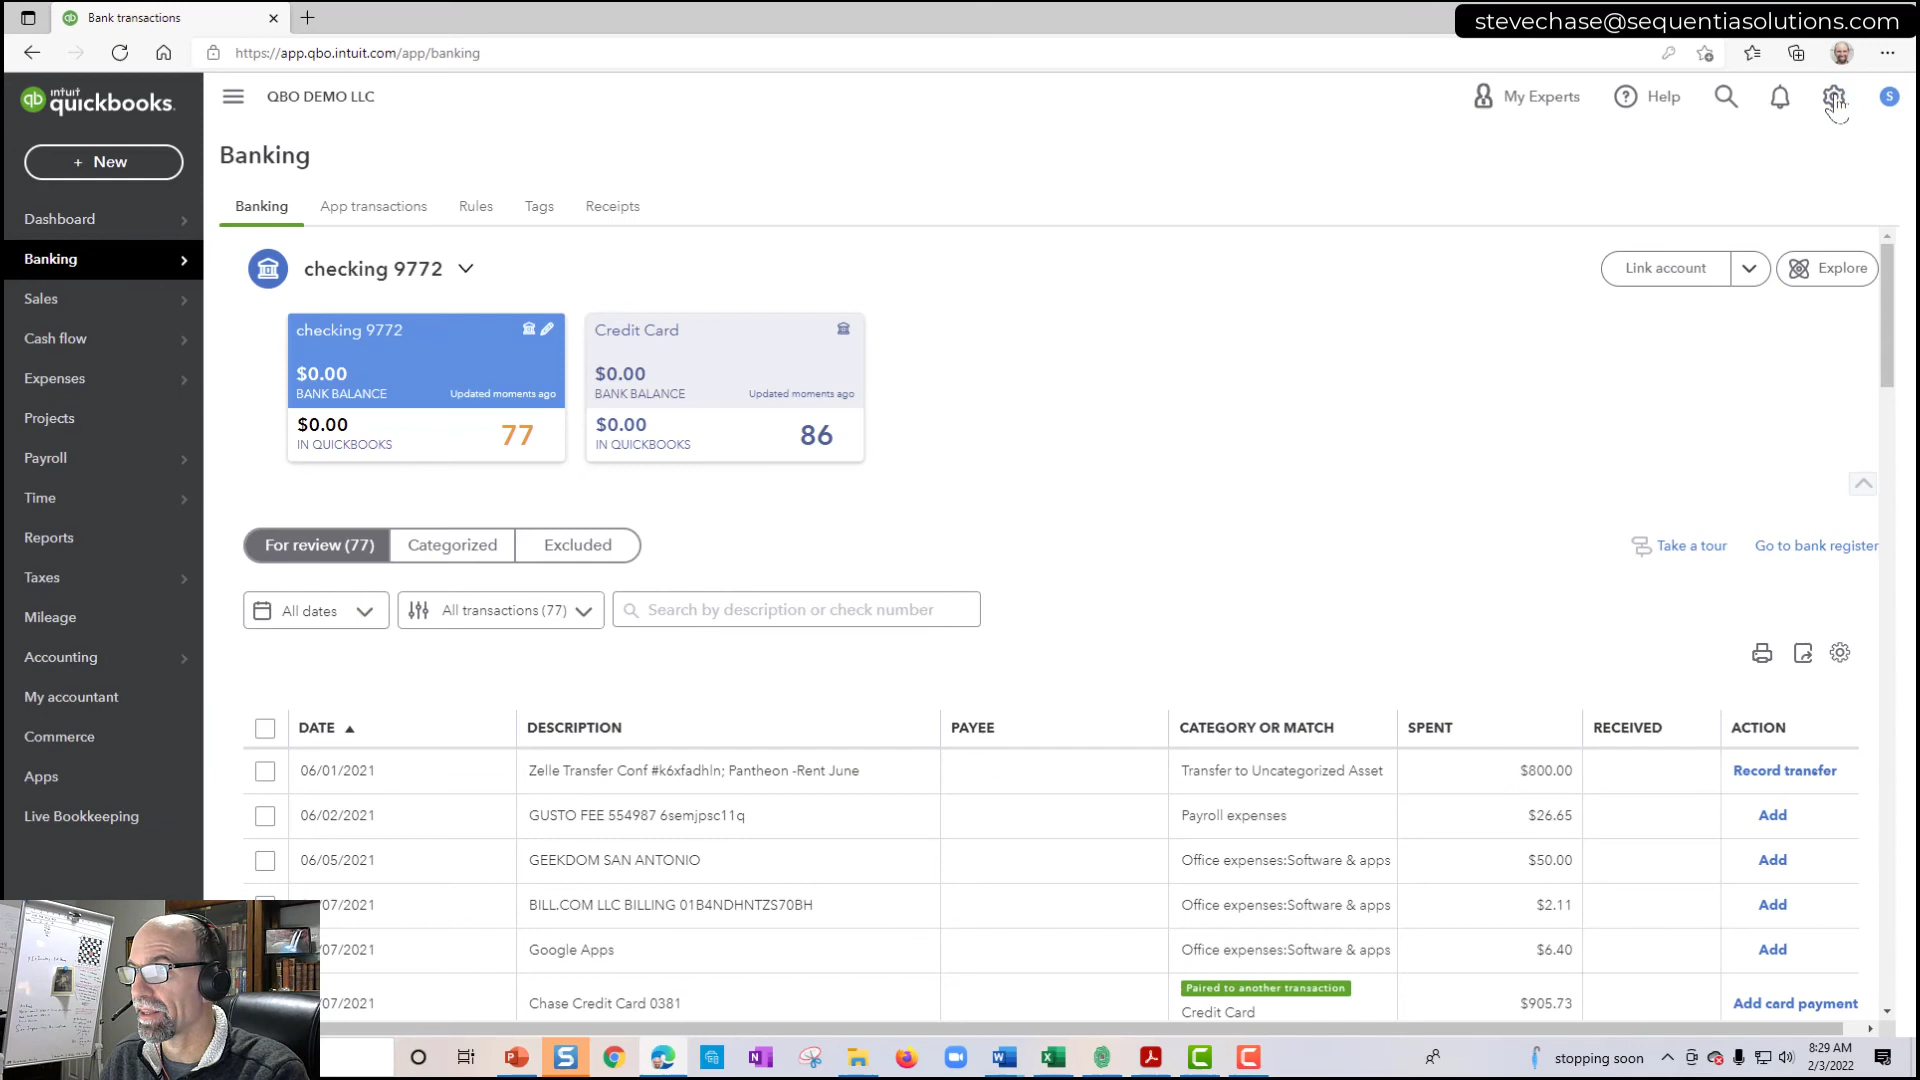 Bank transactions
stevechase@sequentiasolutions.com
https://app.qbo.intuit.com/app/banking
intuit
quickbooks.
qb
QBO DEMO LLC
My Experts
Help
S
+ New
Banking
Banking
App transactions
Rules
Tags
Receipts
Dashboard
Banking
Sales
Cash flow
Expenses
Projects
Payroll
Time
Reports
Taxes
Mileage
Accounting
My accountant
Commerce
Apps
Live Bookkeeping
checking 9772
Link account
Explore
checking 9772
$0.00
BANK BALANCE
Updated moments ago
$0.00
IN QUICKBOOKS
77
Credit Card
$0.00
BANK BALANCE
Updated moments ago
$0.00
IN QUICKBOOKS
86
For review (77)
Categorized
Excluded
Take a tour
Go to bank register
All dates
All transactions (77)
Search by description or check number
DATE DESCRIPTION PAYEE CATEGORY OR MATCH SPENT RECEIVED ACTION
06/01/2021 Zelle Transfer Conf #k6xfadhln; Pantheon -Rent June Transfer to Uncategorized Asset $800.00 Record transfer
06/02/2021 GUSTO FEE 554987 6semjpsc11q Payroll expenses $26.65 Add
06/05/2021 GEEKDOM SAN ANTONIO Office expenses:Software & apps $50.00 Add
/07/2021 BILL.COM LLC BILLING 01B4NDHNTZS70BH Office expenses:Software & apps $2.11 Add
/07/2021 Google Apps Office expenses:Software & apps $6.40 Add
Paired to another transaction
/07/2021 Chase Credit Card 0381 Credit Card $905.73 Add card payment
stopping soon
8:29 AM
2/3/2022